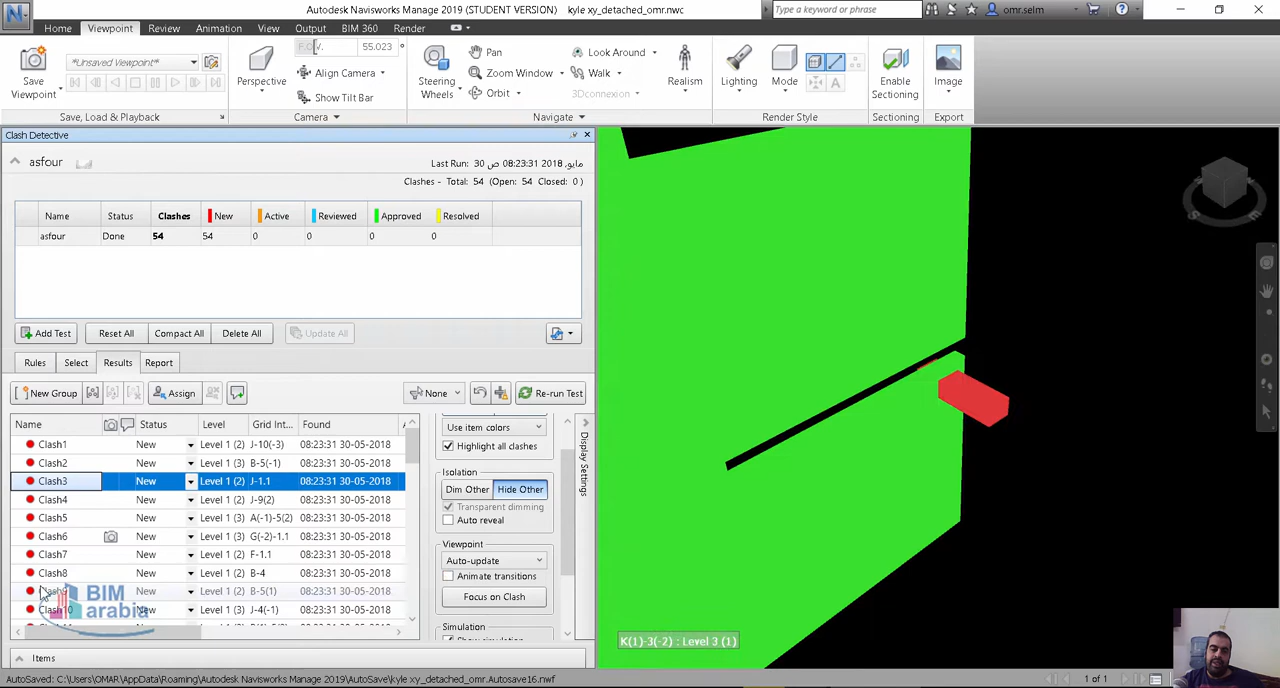 Autodesk Navisworks Manage 2019 (STUDENT VERSION) kyle xy_detached_omr.nwc
Type a keyword or phrase
omr.selm
Home Viewpoint Review Animation View Output BIM 360 Render
Save Viewpoint
*Unsaved Viewpoint*
Save, Load & Playback
Perspective
F.O.V. 55.023 °
Align Camera
Show Tilt Bar
Camera
Steering Wheels
Pan
Zoom Window
Orbit
Look Around
Walk
3Dconnexion
Navigate
Realism
Lighting
Mode
Render Style
Enable Sectioning
Sectioning
Image
Export
Clash Detective
asfour
Last Run: مايو, 2018 30 ص 08:23:31
Clashes - Total: 54 (Open: 54 Closed: 0 )
Name Status Clashes New Active Reviewed Approved Resolved
asfour Done 54 54 0 0 0 0
Add Test Reset All Compact All Delete All Update All
Rules Select Results Report
New Group Assign None Re-run Test
Name Status Level Grid Int... Found
Clash1 New Level 1 (2) J-10(-3) 08:23:31 30-05-2018
Clash2 New Level 1 (3) B-5(-1) 08:23:31 30-05-2018
Clash3 New Level 1 (2) J-1.1 08:23:31 30-05-2018
Clash4 New Level 1 (2) J-9(2) 08:23:31 30-05-2018
Clash5 New Level 1 (3) A(-1)-5(2) 08:23:31 30-05-2018
Clash6 New Level 1 (3) G(-2)-1.1 08:23:31 30-05-2018
Clash7 New Level 1 (2) F-1.1 08:23:31 30-05-2018
Clash8 New Level 1 (2) B-4 08:23:31 30-05-2018
Clash9 New Level 1 (2) B-5(1) 08:23:31 30-05-2018
Clash10 New Level 1 (2) J-4(-1) 08:23:31 30-05-2018
BIM
arabia
Use item colors
Highlight all clashes
Isolation
Dim Other Hide Other
Transparent dimming
Auto reveal
Viewpoint
Auto-update
Animate transitions
Focus on Clash
Simulation
Show simulation
Display Settings
Items
K(1)-3(-2) : Level 3 (1)
S E
AutoSaved: C:\Users\OMAR\AppData\Roaming\Autodesk Navisworks Manage 2019\AutoSave\kyle xy_detached_omr.Autosave16.nwf
1 of 1